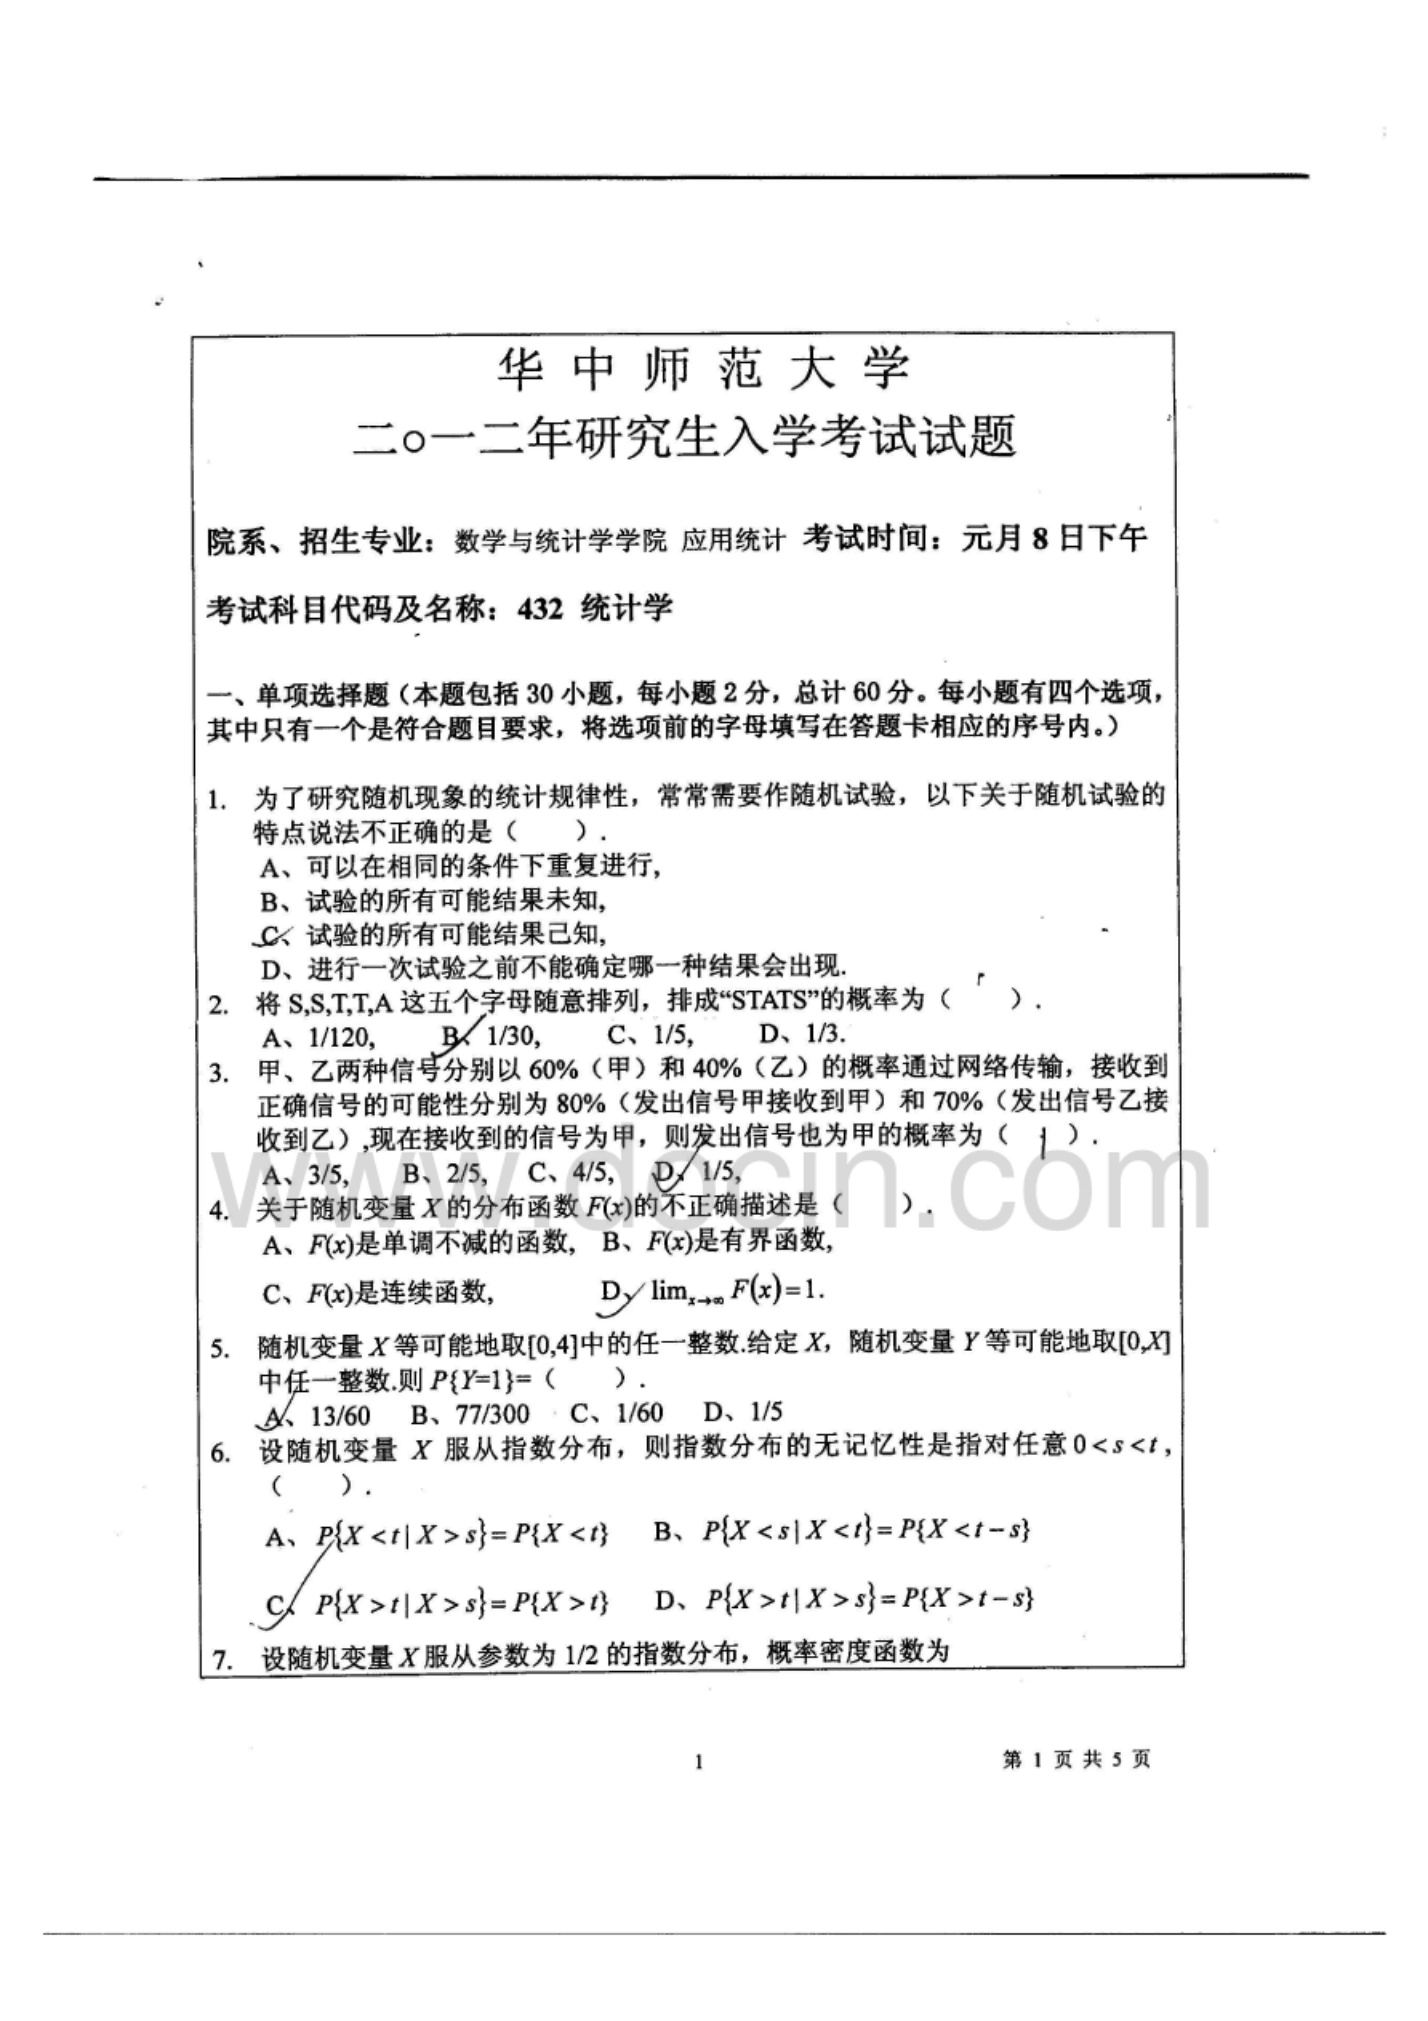 华中师范大学
二○一二年研究生入学考试试题
院系、招生专业：数学与统计学学院 应用统计 考试时间：元月 8 日下午
考试科目代码及名称：432 统计学
一、单项选择题（本题包括 30 小题，每小题 2 分，总计 60 分。每小题有四个选项，
其中只有一个是符合题目要求，将选项前的字母填写在答题卡相应的序号内。）
1. 为了研究随机现象的统计规律性，常常需要作随机试验，以下关于随机试验的
特点说法不正确的是（ ）.
A、可以在相同的条件下重复进行,
B、试验的所有可能结果未知,
C、试验的所有可能结果己知,
D、进行一次试验之前不能确定哪一种结果会出现.
2. 将 S,S,T,T,A 这五个字母随意排列，排成“STATS”的概率为（ ）.
A、1/120, B、1/30, C、1/5, D、1/3.
3. 甲、乙两种信号分别以 60%（甲）和 40%（乙）的概率通过网络传输，接收到
正确信号的可能性分别为 80%（发出信号甲接收到甲）和 70%（发出信号乙接
收到乙）,现在接收到的信号为甲，则发出信号也为甲的概率为（ ）.
A、3/5, B、2/5, C、4/5, D、1/5,
www.docin.com
4. 关于随机变量 X 的分布函数 F(x)的不正确描述是（ ）.
A、F(x)是单调不减的函数, B、F(x)是有界函数,
C、F(x)是连续函数, D、lim_{x→∞} F(x)=1.
5. 随机变量 X 等可能地取[0,4]中的任一整数.给定 X，随机变量 Y 等可能地取[0,X]
中任一整数.则 P{Y=1}=（ ）.
A、13/60 B、77/300 C、1/60 D、1/5
6. 设随机变量 X 服从指数分布，则指数分布的无记忆性是指对任意 0<s<t,
（ ）.
A、P{X<t|X>s}=P{X<t} B、P{X<s|X<t}=P{X<t-s}
C、P{X>t|X>s}=P{X>t} D、P{X>t|X>s}=P{X>t-s}
7. 设随机变量 X 服从参数为 1/2 的指数分布，概率密度函数为
1 第 1 页 共 5 页